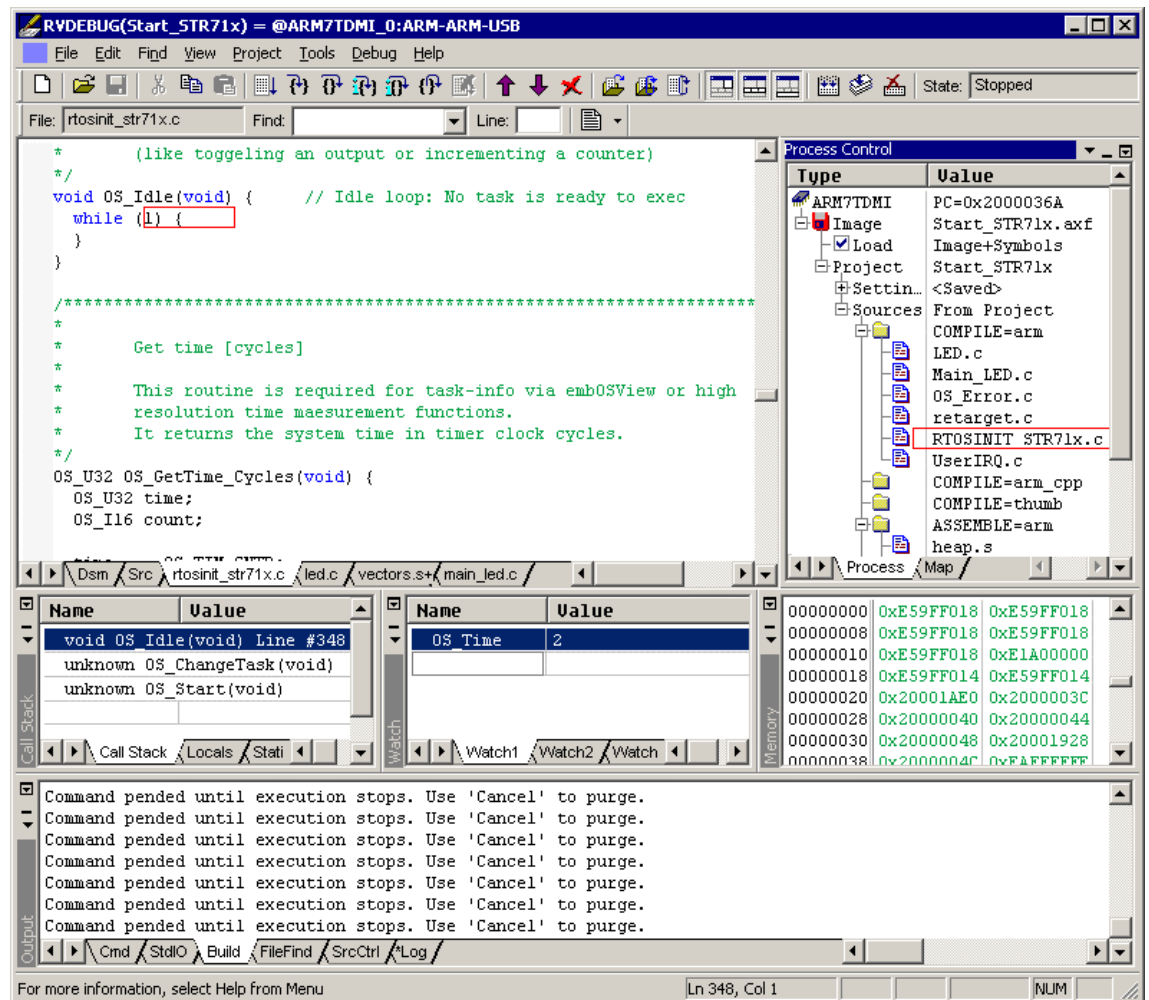 RVDEBUG(Start_STR71x) = @ARM7TDMI_0:ARM-ARM-USB
File Edit Find View Project Tools Debug Help
State: Stopped
File: rtosinit_str71x.c Find: Line:
* (like toggeling an output or incrementing a counter)
*/
void OS_Idle(void) { // Idle loop: No task is ready to exec
while (1) {
}
}
/*********************************************************************
*
* Get time [cycles]
*
* This routine is required for task-info via embOSView or high
* resolution time maesurement functions.
* It returns the system time in timer clock cycles.
*/
OS_U32 OS_GetTime_Cycles(void) {
OS_U32 time;
OS_I16 count;
Dsm Src rtosinit_str71x.c led.c vectors.s+ main_led.c
Process Control
Type Value
ARM7TDMI PC=0x2000036A
Image Start_STR71x.axf
Load Image+Symbols
Project Start_STR71x
Settin... <Saved>
Sources From Project
COMPILE=arm
LED.c
Main_LED.c
OS_Error.c
retarget.c
RTOSINIT_STR71x.c
UserIRQ.c
COMPILE=arm_cpp
COMPILE=thumb
ASSEMBLE=arm
heap.s
Process Map
Call Stack
Name Value
void OS_Idle(void) Line #348
unknown OS_ChangeTask(void)
unknown OS_Start(void)
Call Stack Locals Stati
Watch
Name Value
OS_Time 2
Watch1 Watch2 Watch
Memory
00000000 0xE59FF018 0xE59FF018
00000008 0xE59FF018 0xE59FF018
00000010 0xE59FF018 0xE1A00000
00000018 0xE59FF014 0xE59FF014
00000020 0x20001AE0 0x2000003C
00000028 0x20000040 0x20000044
00000030 0x20000048 0x20001928
00000038 0x2000004C 0xEAFFFFFE
Output
Command pended until execution stops. Use 'Cancel' to purge.
Command pended until execution stops. Use 'Cancel' to purge.
Command pended until execution stops. Use 'Cancel' to purge.
Command pended until execution stops. Use 'Cancel' to purge.
Command pended until execution stops. Use 'Cancel' to purge.
Command pended until execution stops. Use 'Cancel' to purge.
Command pended until execution stops. Use 'Cancel' to purge.
Cmd StdIO Build FileFind SrcCtrl *Log
For more information, select Help from Menu Ln 348, Col 1 NUM